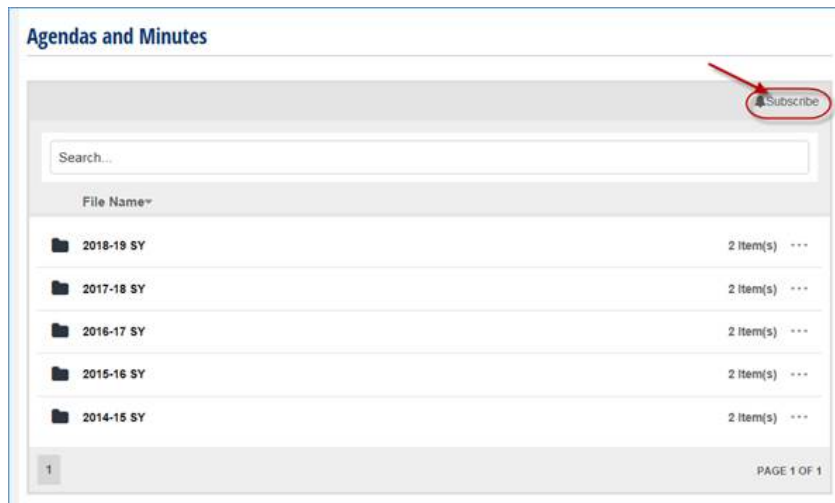 Agendas and Minutes
Subscribe
Search...
File Name
2018-19 SY 2 Item(s) ...
2017-18 SY 2 Item(s) ...
2016-17 SY 2 Item(s) ...
2015-16 SY 2 Item(s) ...
2014-15 SY 2 Item(s) ...
1 PAGE 1 OF 1